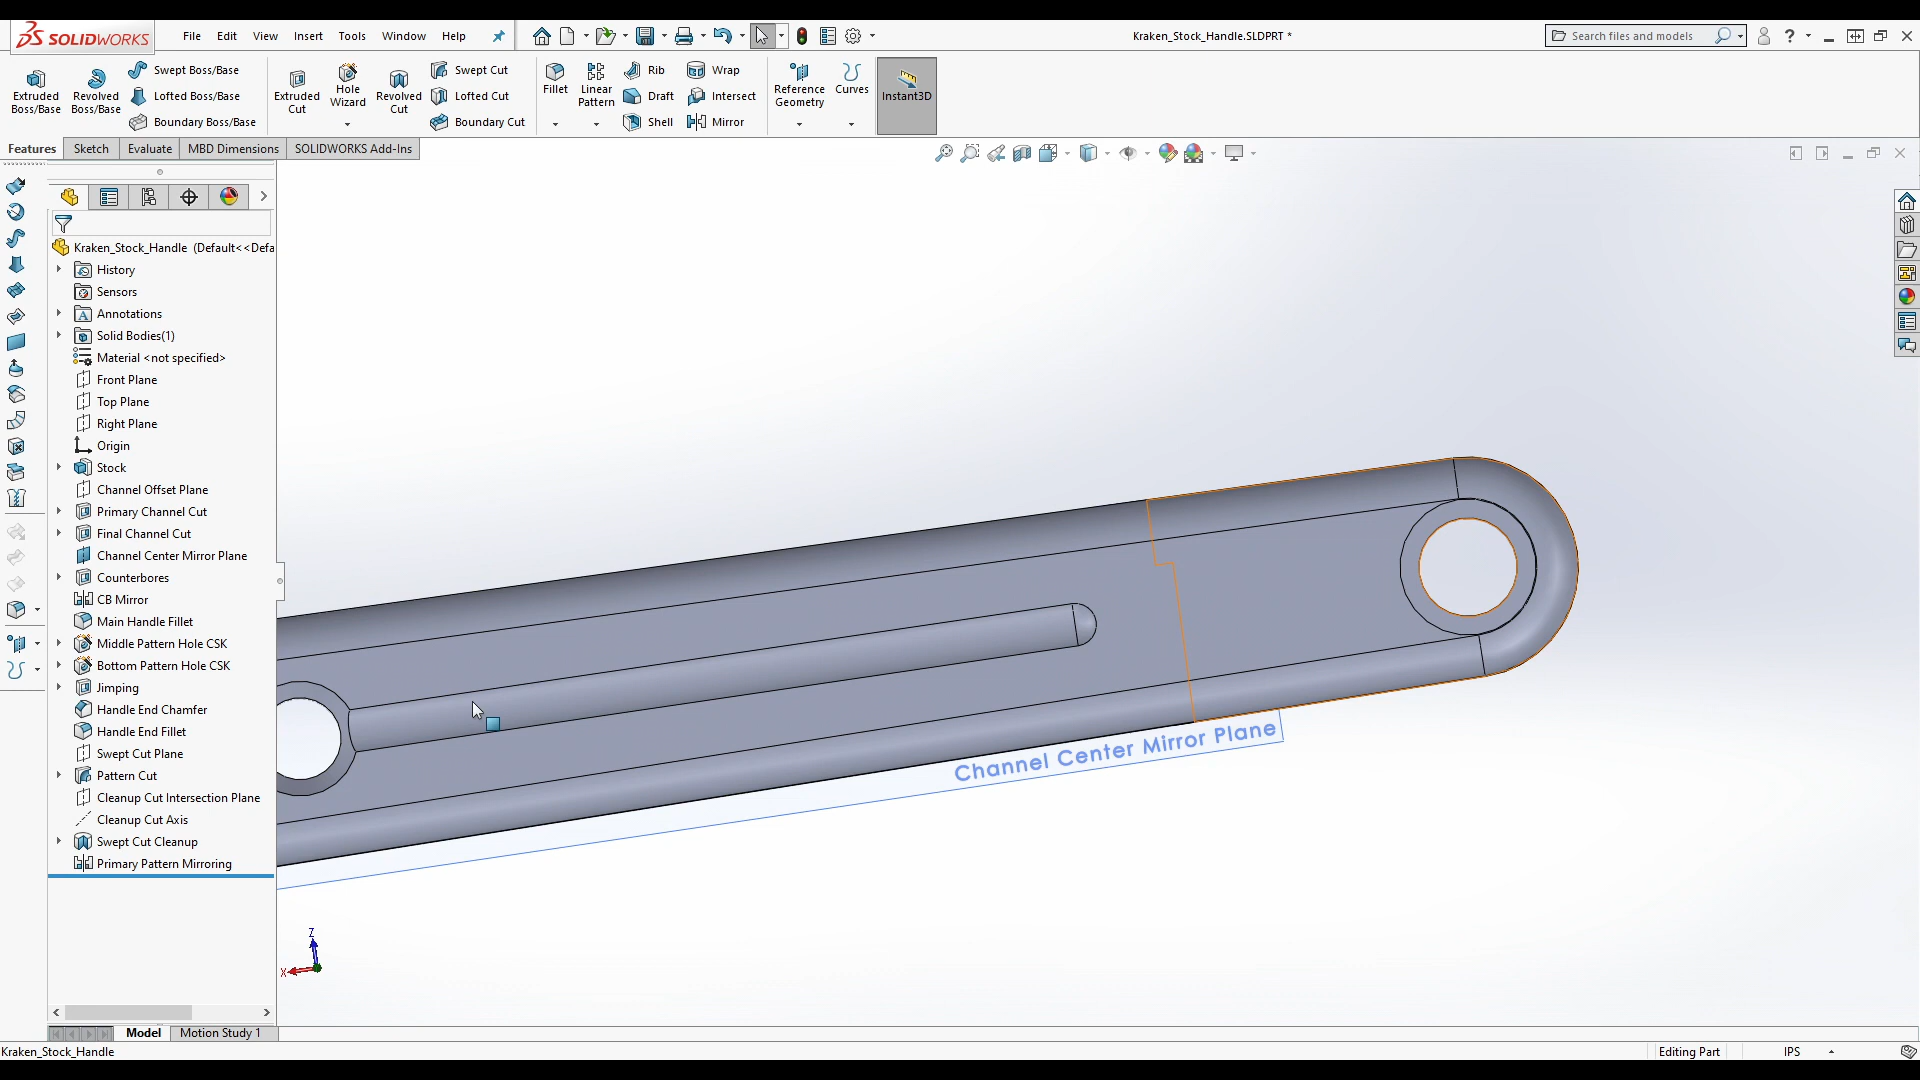 SOLIDWORKS
File Edit View Insert Tools Window Help
Kraken_Stock_Handle.SLDPRT *
Search files and models
Extruded Boss/Base
Revolved Boss/Base
Swept Boss/Base
Lofted Boss/Base
Boundary Boss/Base
Extruded Cut
Hole Wizard
Revolved Cut
Swept Cut
Lofted Cut
Boundary Cut
Fillet
Linear Pattern
Rib
Draft
Shell
Wrap
Intersect
Mirror
Reference Geometry
Curves
Instant3D
Features Sketch Evaluate MBD Dimensions SOLIDWORKS Add-Ins
Kraken_Stock_Handle (Default<<Defa
History
Sensors
Annotations
Solid Bodies(1)
Material <not specified>
Front Plane
Top Plane
Right Plane
Origin
Stock
Channel Offset Plane
Primary Channel Cut
Final Channel Cut
Channel Center Mirror Plane
Counterbores
CB Mirror
Main Handle Fillet
Middle Pattern Hole CSK
Bottom Pattern Hole CSK
Jimping
Handle End Chamfer
Handle End Fillet
Swept Cut Plane
Pattern Cut
Cleanup Cut Intersection Plane
Cleanup Cut Axis
Swept Cut Cleanup
Primary Pattern Mirroring
Channel Center Mirror Plane
Z
X
Model Motion Study 1
Kraken_Stock_Handle
Editing Part IPS